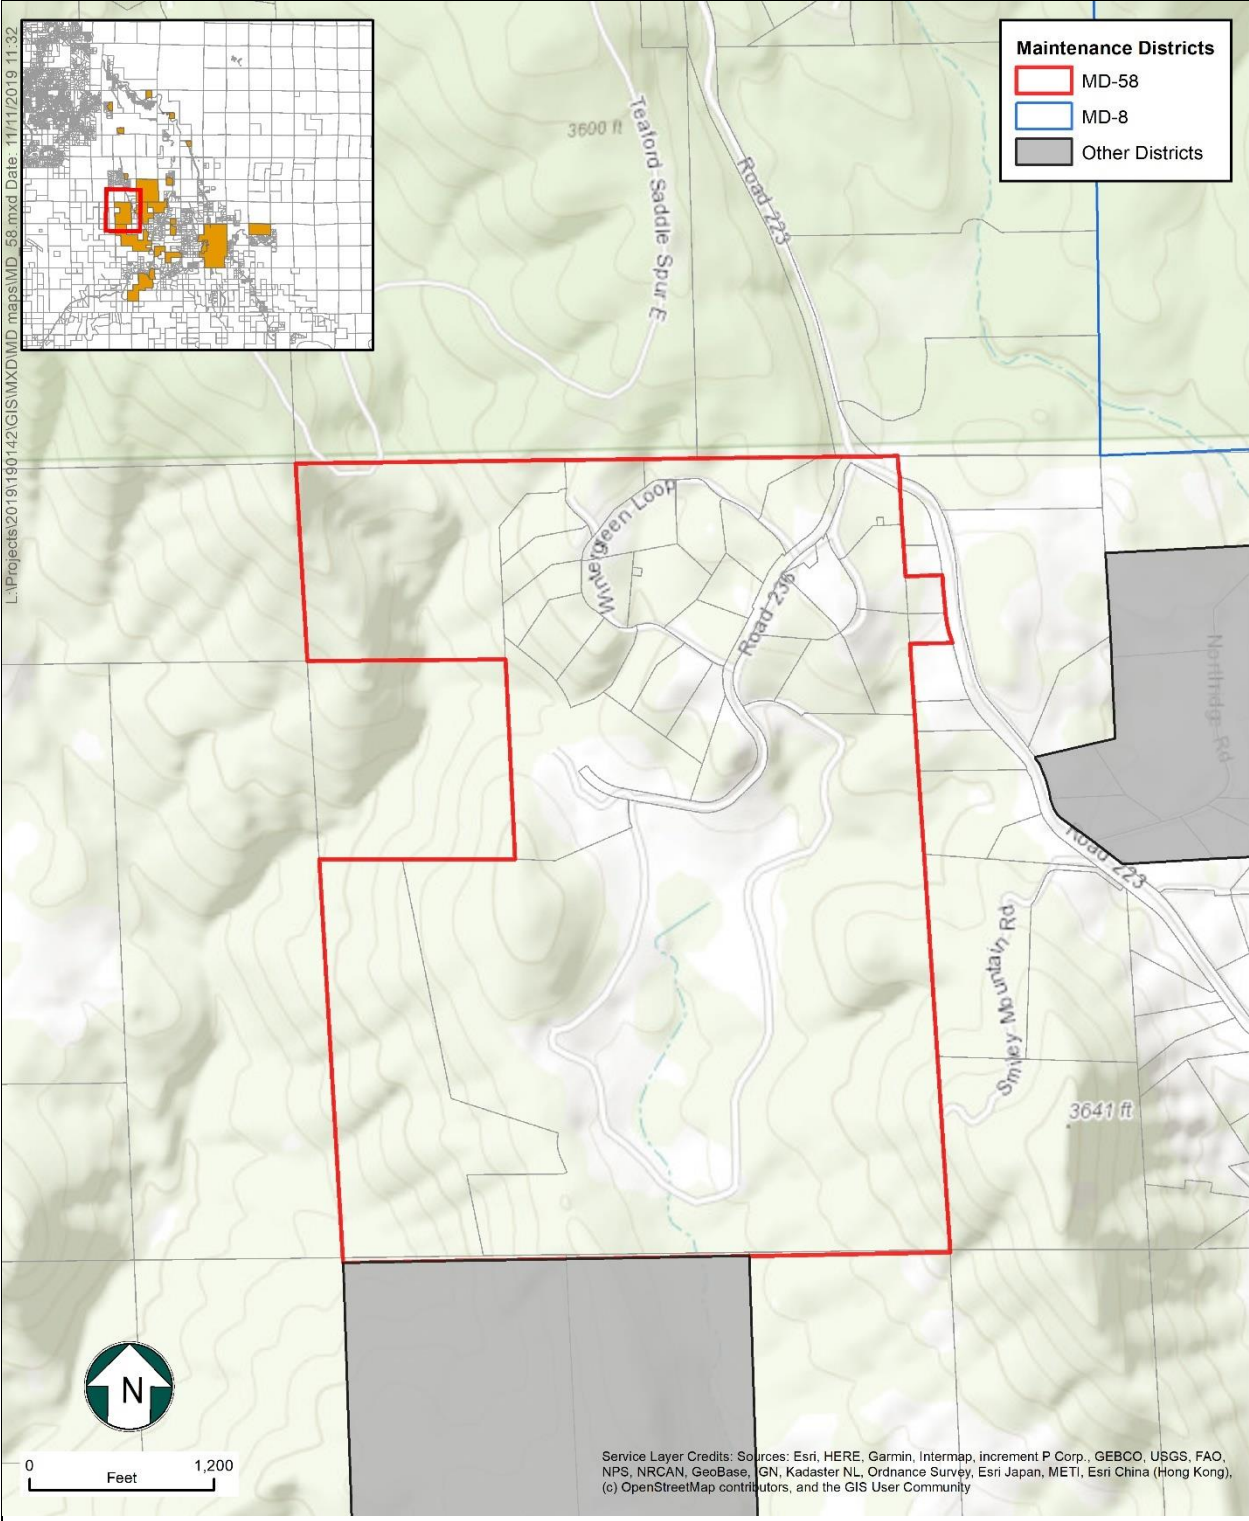 L:\Projects\2019\190142\GIS\MXD\MD maps\MD_58.mxd Date: 11/11/2019 11:32
Maintenance Districts
MD-58
MD-8
Other Districts
3600 ft
Teaford Saddle Spur E
Road 223
Wintergreen Loop
Road 236
Northridge Rd
Road 223
Smiley Mountain Rd
3641 ft
N
0 1,200
Feet
Service Layer Credits: Sources: Esri, HERE, Garmin, Intermap, increment P Corp., GEBCO, USGS, FAO,
NPS, NRCAN, GeoBase, IGN, Kadaster NL, Ordnance Survey, Esri Japan, METI, Esri China (Hong Kong),
(c) OpenStreetMap contributors, and the GIS User Community